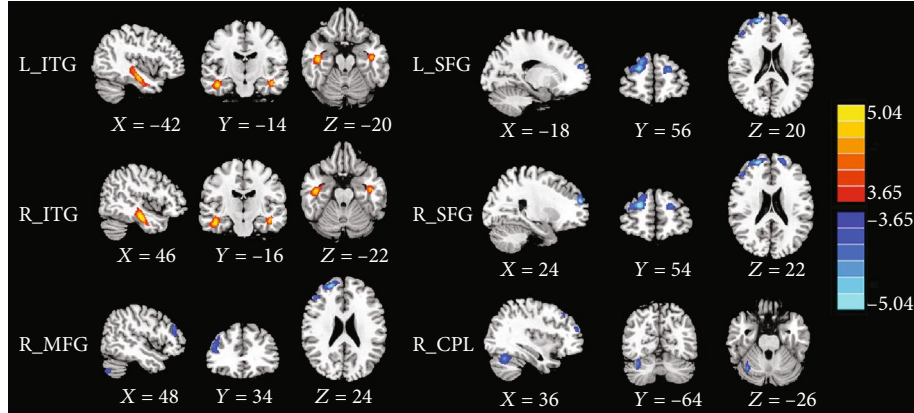 L_ITG
X = −42
Y = −14
Z = −20
L_SFG
X = −18
Y = 56
Z = 20
R_ITG
X = 46
Y = −16
Z = −22
R_SFG
X = 24
Y = 54
Z = 22
R_MFG
X = 48
Y = 34
Z = 24
R_CPL
X = 36
Y = −64
Z = −26
5.04
3.65
−3.65
−5.04